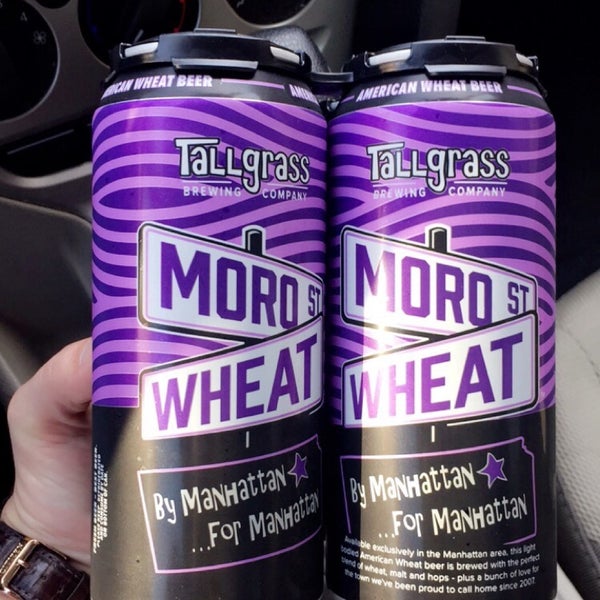 AMERICAN WHEAT BEER
Tallgrass
BREWING COMPANY
MORO ST
WHEAT
By Manhattan
...For Manhattan
AMERICAN WHEAT BEER
Tallgrass
BREWING COMPANY
MORO ST
WHEAT
By Manhattan
...For Manhattan
Available exclusively in the Manhattan area, this light
bodied American Wheat beer is brewed with the perfect
blend of wheat, malt and hops - plus a bunch of love for
the town we've been proud to call home since 2007.